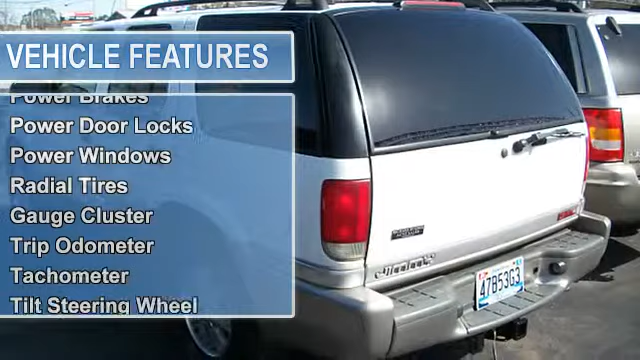 VEHICLE FEATURES
Power Brakes
Power Door Locks
Power Windows
Radial Tires
Gauge Cluster
Trip Odometer
Tachometer
Tilt Steering Wheel
Jimmy
47B53G3